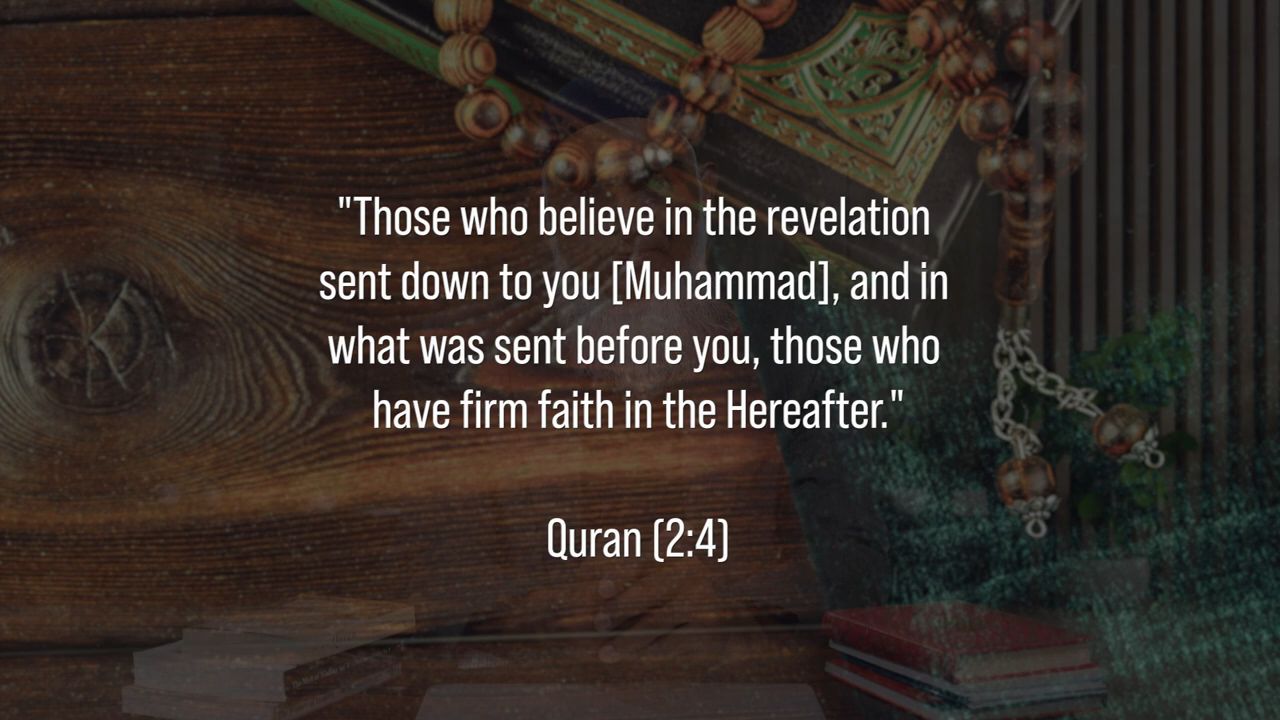 "Those who believe in the revelation
sent down to you [Muhammad], and in
what was sent before you, those who
have firm faith in the Hereafter."
Quran (2:4)